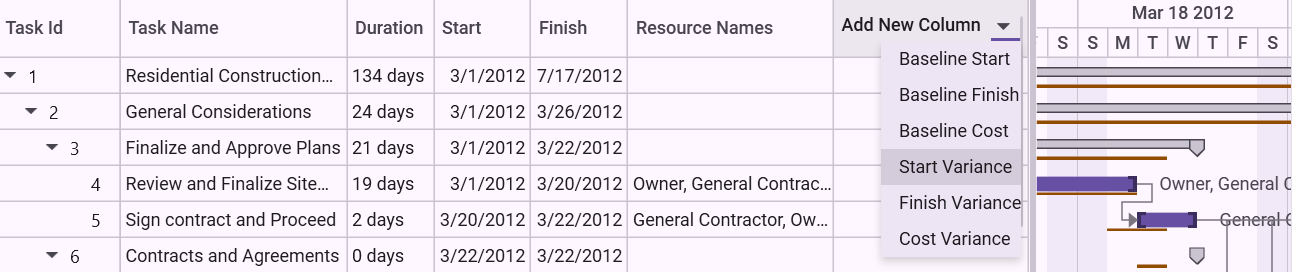 Task Id Task Name Duration Start Finish Resource Names Add New Column Mar 18 2012
S S M T W T F S
Baseline Start
1 Residential Construction... 134 days 3/1/2012 7/17/2012
Baseline Finish
2 General Considerations 24 days 3/1/2012 3/26/2012
Baseline Cost
3 Finalize and Approve Plans 21 days 3/1/2012 3/22/2012
Start Variance
4 Review and Finalize Site... 19 days 3/1/2012 3/20/2012 Owner, General Contrac... Owner, General C
Finish Variance
5 Sign contract and Proceed 2 days 3/20/2012 3/22/2012 General Contractor, Ow... General C
Cost Variance
6 Contracts and Agreements 0 days 3/22/2012 3/22/2012